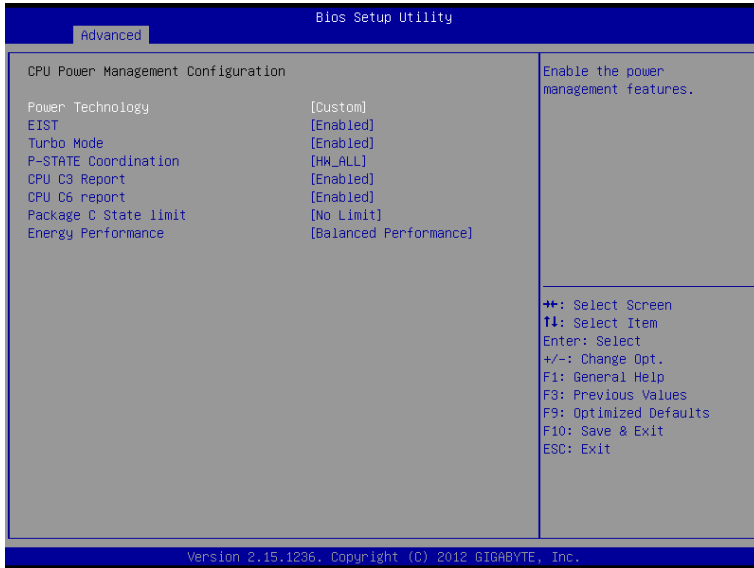 Bios Setup Utility
Advanced
CPU Power Management Configuration
Power Technology [Custom]
EIST [Enabled]
Turbo Mode [Enabled]
P-STATE Coordination [HW_ALL]
CPU C3 Report [Enabled]
CPU C6 report [Enabled]
Package C State limit [No Limit]
Energy Performance [Balanced Performance]
Enable the power
management features.
→←: Select Screen
↑↓: Select Item
Enter: Select
+/-: Change Opt.
F1: General Help
F3: Previous Values
F9: Optimized Defaults
F10: Save & Exit
ESC: Exit
Version 2.15.1236. Copyright (C) 2012 GIGABYTE, Inc.